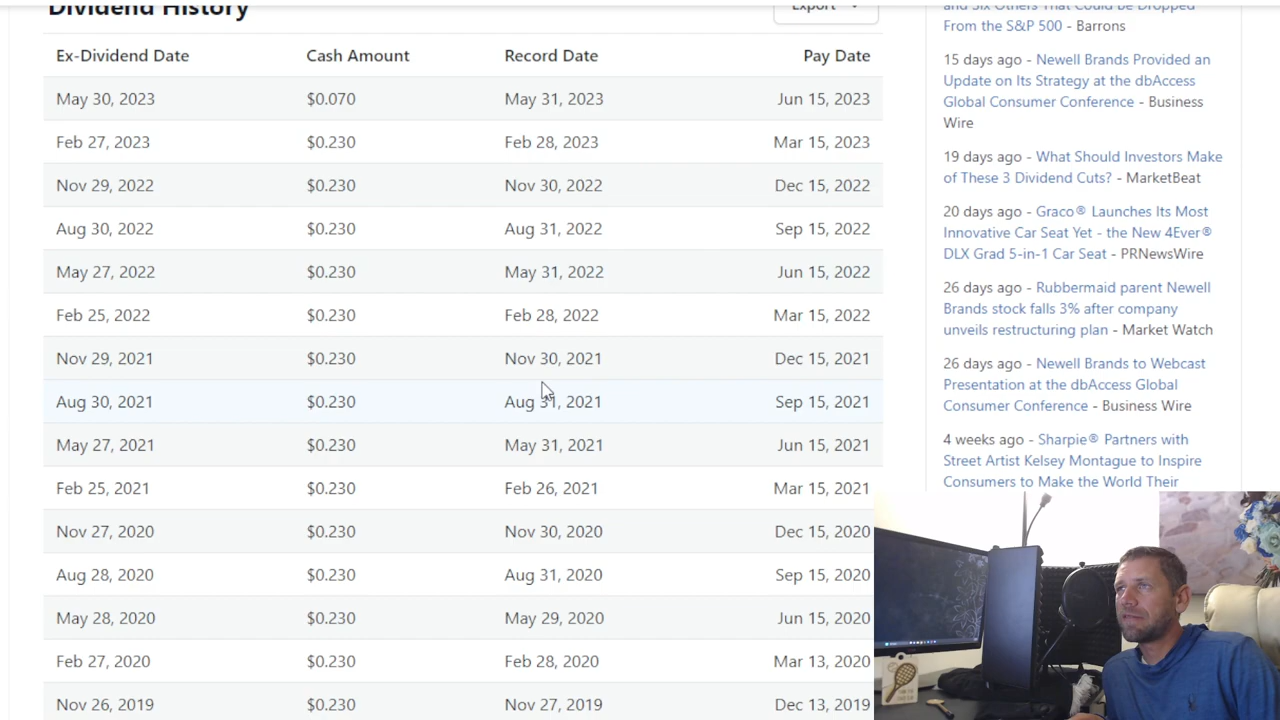 Dividend History
Export
Ex-Dividend Date Cash Amount Record Date Pay Date
May 30, 2023 $0.070 May 31, 2023 Jun 15, 2023
Feb 27, 2023 $0.230 Feb 28, 2023 Mar 15, 2023
Nov 29, 2022 $0.230 Nov 30, 2022 Dec 15, 2022
Aug 30, 2022 $0.230 Aug 31, 2022 Sep 15, 2022
May 27, 2022 $0.230 May 31, 2022 Jun 15, 2022
Feb 25, 2022 $0.230 Feb 28, 2022 Mar 15, 2022
Nov 29, 2021 $0.230 Nov 30, 2021 Dec 15, 2021
Aug 30, 2021 $0.230 Aug 31, 2021 Sep 15, 2021
May 27, 2021 $0.230 May 31, 2021 Jun 15, 2021
Feb 25, 2021 $0.230 Feb 26, 2021 Mar 15, 2021
Nov 27, 2020 $0.230 Nov 30, 2020 Dec 15, 2020
Aug 28, 2020 $0.230 Aug 31, 2020 Sep 15, 2020
May 28, 2020 $0.230 May 29, 2020 Jun 15, 2020
Feb 27, 2020 $0.230 Feb 28, 2020 Mar 13, 2020
Nov 26, 2019 $0.230 Nov 27, 2019 Dec 13, 2019
and Six Others That Could Be Dropped
From the S&P 500 - Barrons
15 days ago - Newell Brands Provided an
Update on Its Strategy at the dbAccess
Global Consumer Conference - Business
Wire
19 days ago - What Should Investors Make
of These 3 Dividend Cuts? - MarketBeat
20 days ago - Graco® Launches Its Most
Innovative Car Seat Yet - the New 4Ever®
DLX Grad 5-in-1 Car Seat - PRNewsWire
26 days ago - Rubbermaid parent Newell
Brands stock falls 3% after company
unveils restructuring plan - Market Watch
26 days ago - Newell Brands to Webcast
Presentation at the dbAccess Global
Consumer Conference - Business Wire
4 weeks ago - Sharpie® Partners with
Street Artist Kelsey Montague to Inspire
Consumers to Make the World Their